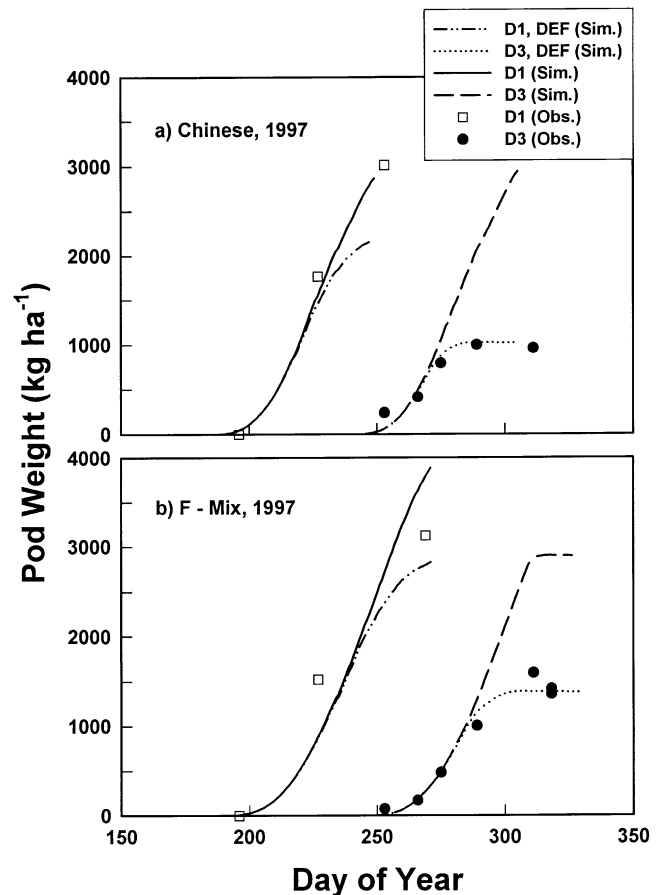 D1, DEF (Sim.)
D3, DEF (Sim.)
D1 (Sim.)
D3 (Sim.)
D1 (Obs.)
D3 (Obs.)
4000
a) Chinese, 1997
3000
2000
1000
0
Pod Weight (kg ha⁻¹)
4000
b) F - Mix, 1997
3000
2000
1000
0
150 200 250 300 350
Day of Year